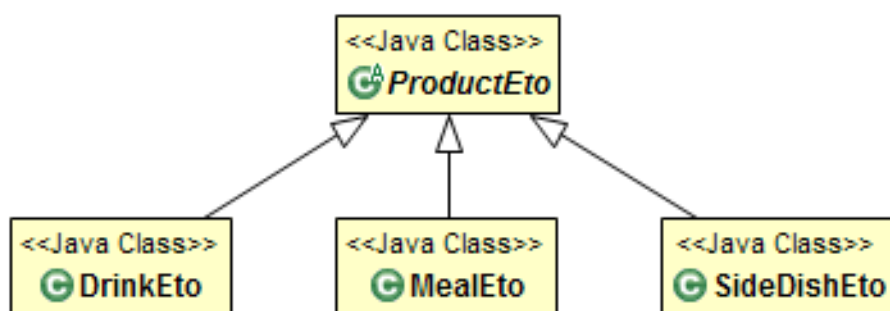 <<Java Class>>
ProductEto
<<Java Class>>
DrinkEto
<<Java Class>>
MealEto
<<Java Class>>
SideDishEto